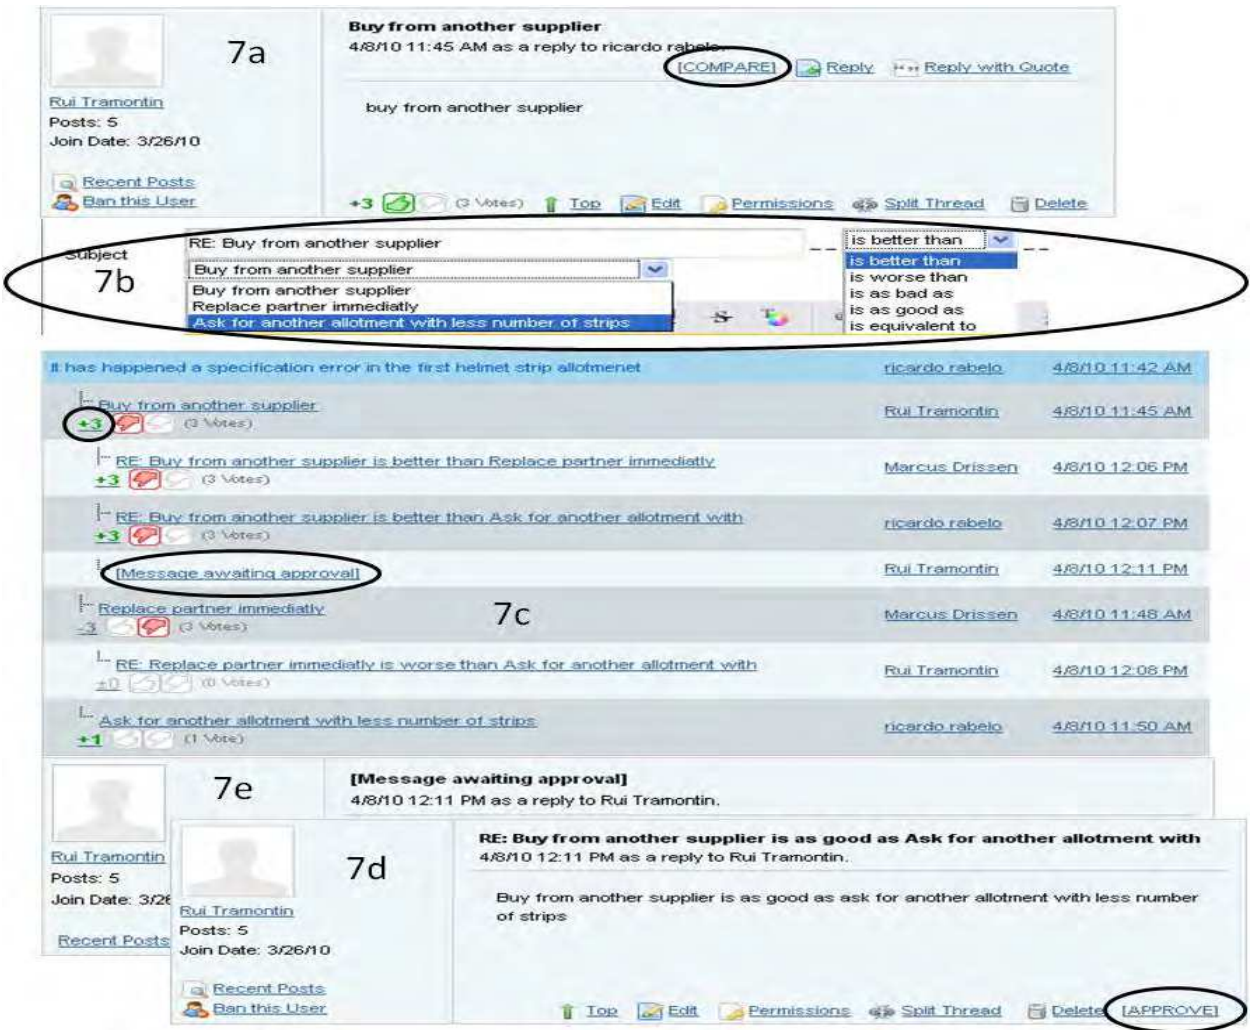 7a
Buy from another supplier
4/8/10 11:45 AM as a reply to ricardo rabelo.
[COMPARE] Reply Reply with Quote
Rui Tramontin
Posts: 5
Join Date: 3/26/10
buy from another supplier
Recent Posts
Ban this User
+3 (3 Votes) Top Edit Permissions Split Thread Delete
Subject
7b
RE: Buy from another supplier
Buy from another supplier
Buy from another supplier
Replace partner immediatly
Ask for another allotment with less number of strips
is better than
is better than
is worse than
is as bad as
is as good as
is equivalent to
It has happened a specification error in the first helmet strip allotmenet ricardo rabelo 4/8/10 11:42 AM
Buy from another supplier Rui Tramontin 4/8/10 11:45 AM
+3 (3 Votes)
RE: Buy from another supplier is better than Replace partner immediatly Marcus Drissen 4/8/10 12:06 PM
+3 (3 Votes)
RE: Buy from another supplier is better than Ask for another allotment with ricardo rabelo 4/8/10 12:07 PM
+3 (3 Votes)
[Message awaiting approval] Rui Tramontin 4/8/10 12:11 PM
Replace partner immediatly Marcus Drissen 4/8/10 11:48 AM
-3 (3 Votes)
7c
RE: Replace partner immediatly is worse than Ask for another allotment with Rui Tramontin 4/8/10 12:08 PM
±0 (0 Votes)
Ask for another allotment with less number of strips ricardo rabelo 4/8/10 11:50 AM
+1 (1 Vote)
7e
[Message awaiting approval]
4/8/10 12:11 PM as a reply to Rui Tramontin.
Rui Tramontin
Posts: 5
Join Date: 3/26
Recent Posts
7d
RE: Buy from another supplier is as good as Ask for another allotment with
4/8/10 12:11 PM as a reply to Rui Tramontin.
Buy from another supplier is as good as ask for another allotment with less number
of strips
Rui Tramontin
Posts: 5
Join Date: 3/26/10
Recent Posts
Ban this User
Top Edit Permissions Split Thread Delete [APPROVE]